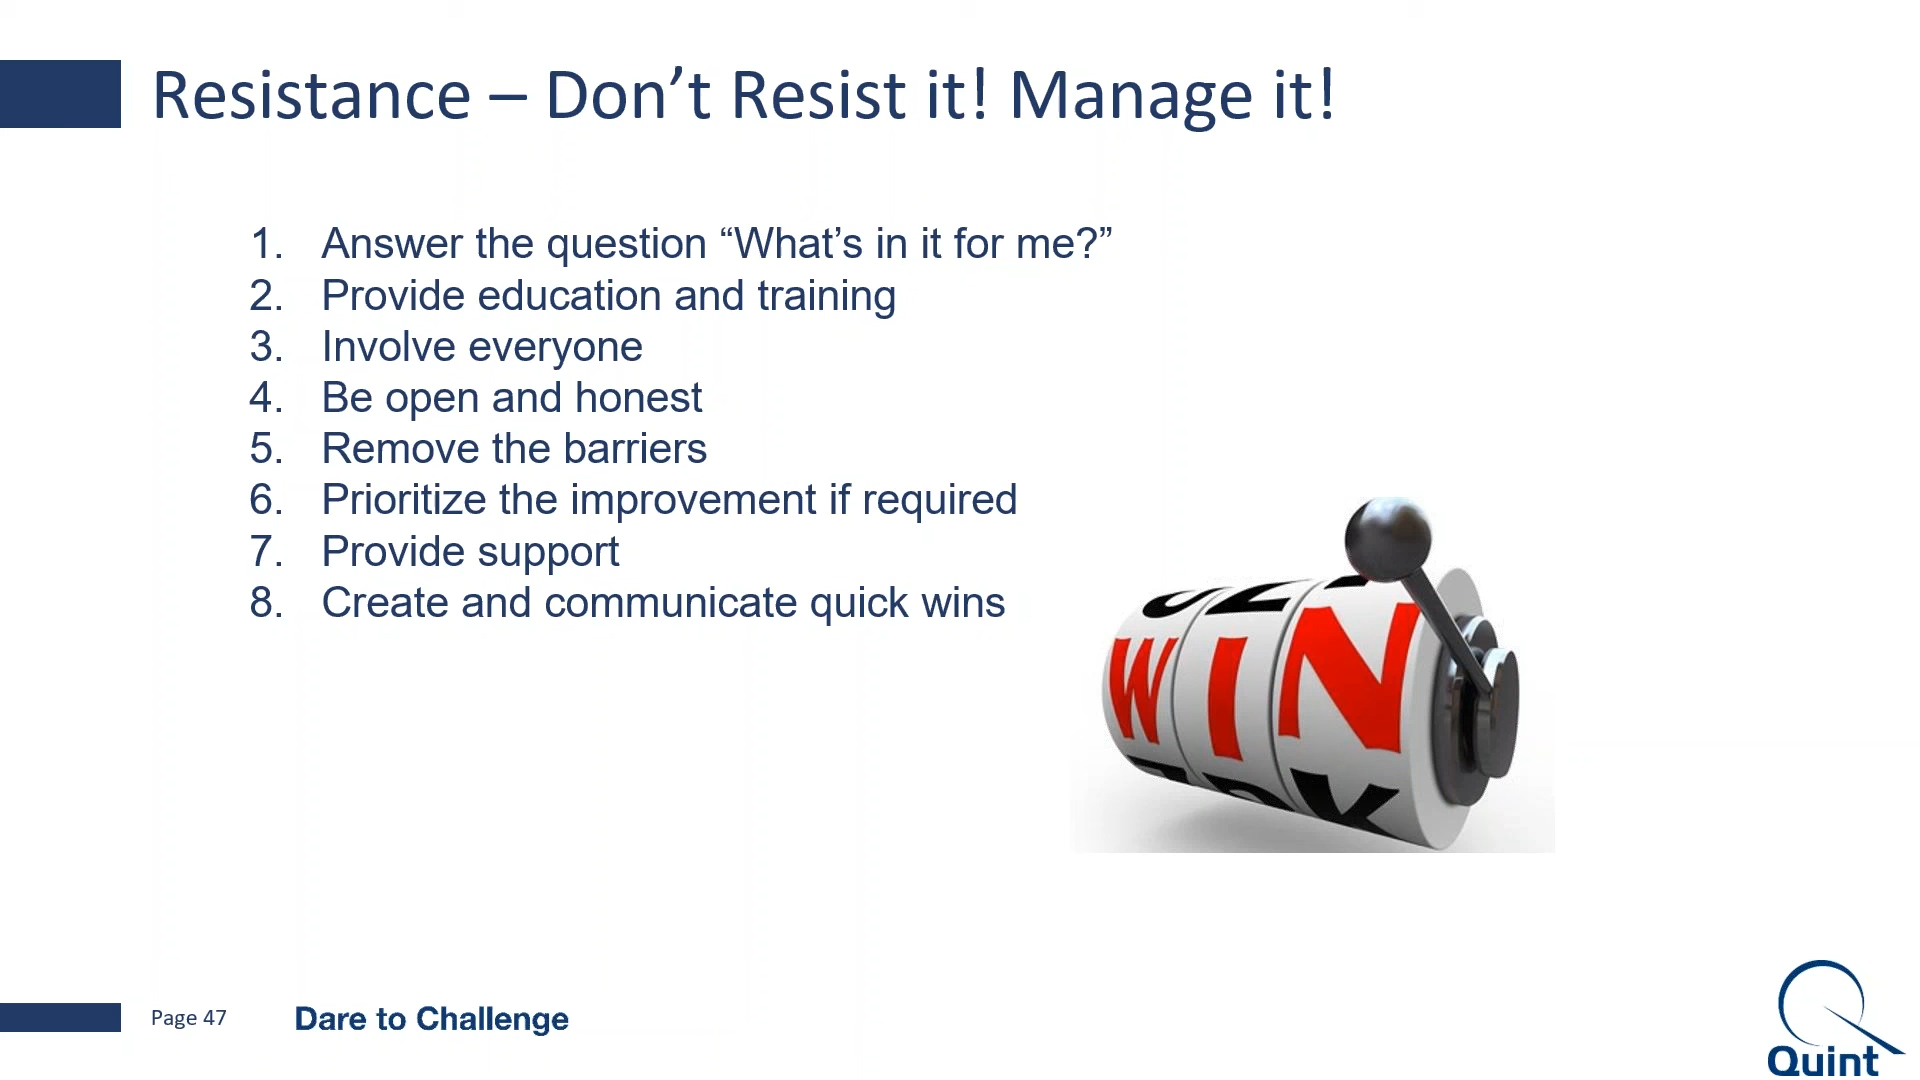 Resistance – Don’t Resist it! Manage it!
1. Answer the question “What’s in it for me?”
2. Provide education and training
3. Involve everyone
4. Be open and honest
5. Remove the barriers
6. Prioritize the improvement if required
7. Provide support
8. Create and communicate quick wins
WIN
Page 47
Dare to Challenge
Quint